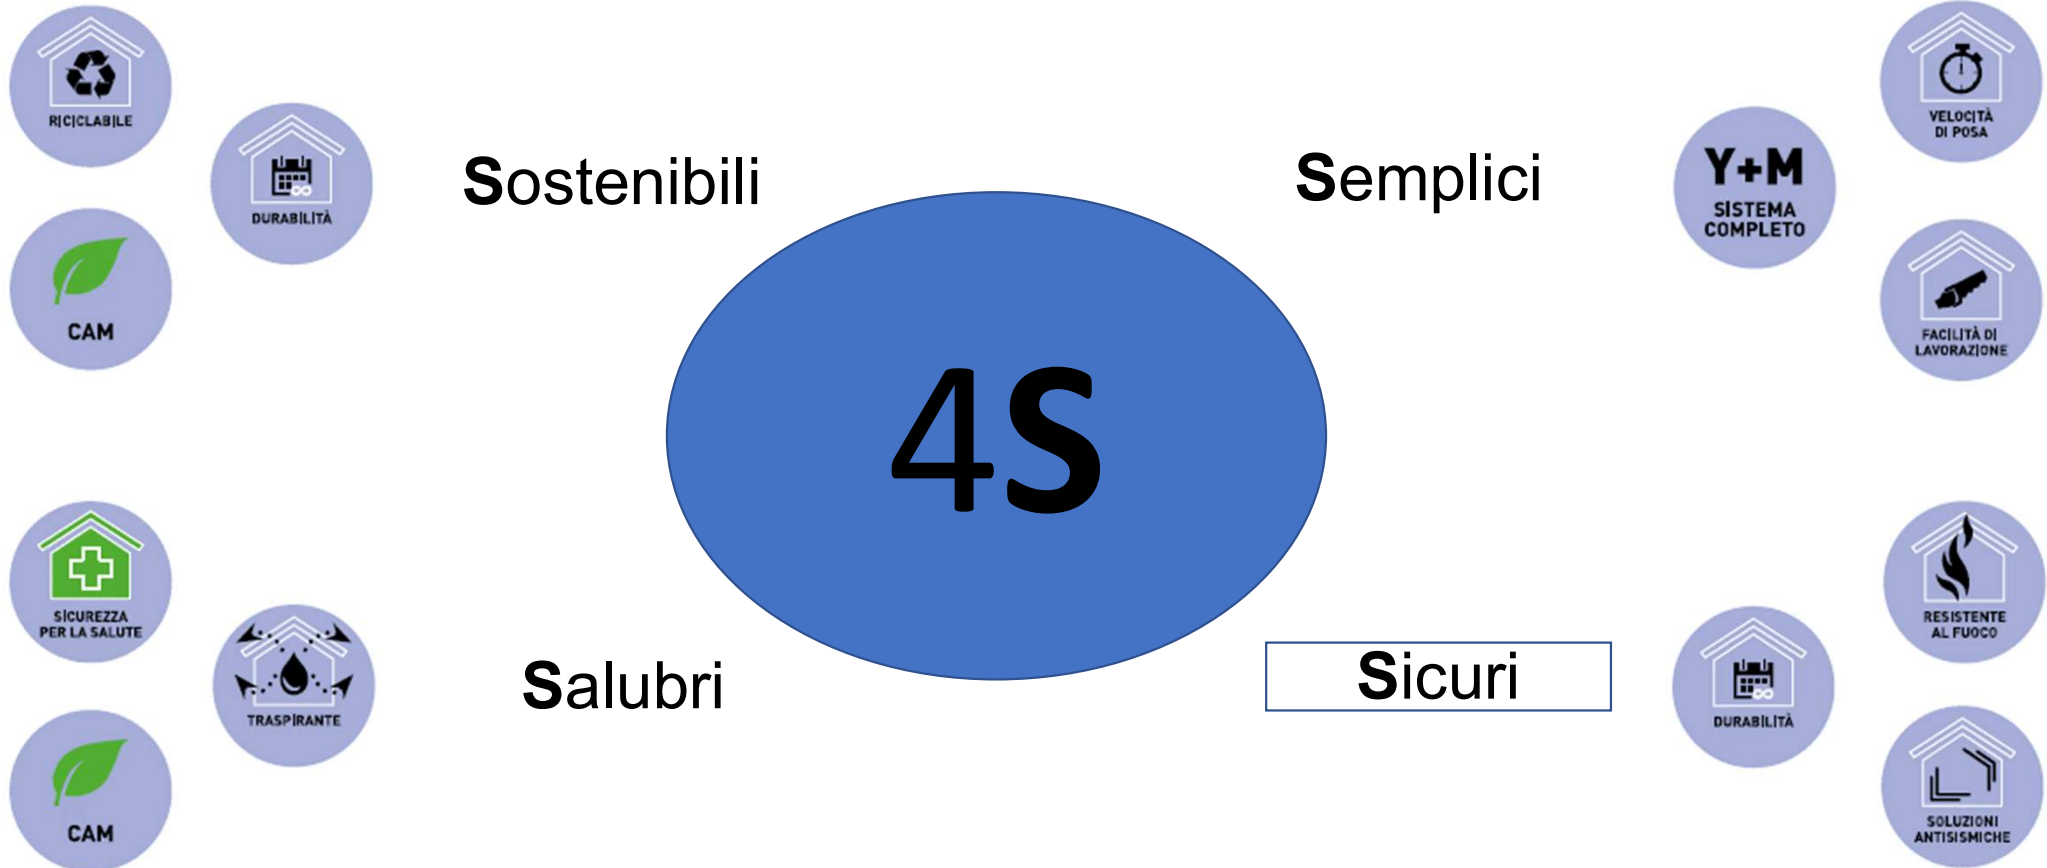 RICICLABILE
DURABILITÀ
CAM
Sostenibili
Semplici
Y+M
SISTEMA
COMPLETO
VELOCITÀ
DI POSA
FACILITÀ DI
LAVORAZIONE
4S
SICUREZZA
PER LA SALUTE
TRASPIRANTE
CAM
Salubri
Sicuri
DURABILITÀ
RESISTENTE
AL FUOCO
SOLUZIONI
ANTISISMICHE